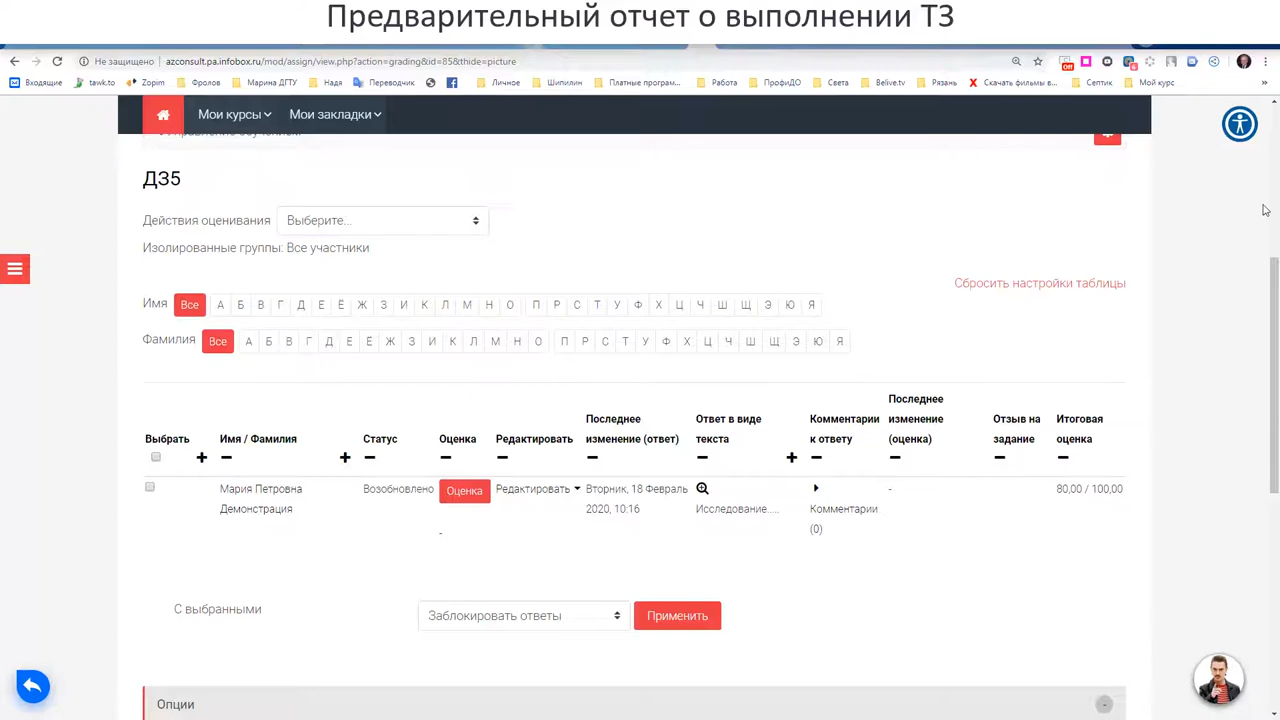 Предварительный отчет о выполнении ТЗ
Не защищено azconsult.pa.infobox.ru/mod/assign/view.php?action=grading&id=85&thide=picture
Входящие tawk.to Zopim Фролов Марина ДГТУ Надя Переводчик Личное Шипилин Платные програм... Работа ПрофиДО Света Belive.tv Рязань Скачать фильмы в... Септик Мой курс »
Off
Мои курсы Мои закладки
ДЗ5
Действия оценивания Выберите...
Изолированные группы: Все участники
Сбросить настройки таблицы
Имя Все А Б В Г Д Е Ё Ж З И К Л М Н О П Р С Т У Ф Х Ц Ч Ш Щ Э Ю Я
Фамилия Все А Б В Г Д Е Ё Ж З И К Л М Н О П Р С Т У Ф Х Ц Ч Ш Щ Э Ю Я
Выбрать
Имя / Фамилия
Статус
Оценка
Редактировать
Последнее
изменение (ответ)
Ответ в виде
текста
Комментарии
к ответу
Последнее
изменение
(оценка)
Отзыв на
задание
Итоговая
оценка
Мария Петровна
Демонстрация
Возобновлено
Оценка
-
Редактировать
Вторник, 18 Февраль
2020, 10:16
Исследование.....
Комментарии
(0)
-
80,00 / 100,00
С выбранными Заблокировать ответы Применить
Опции